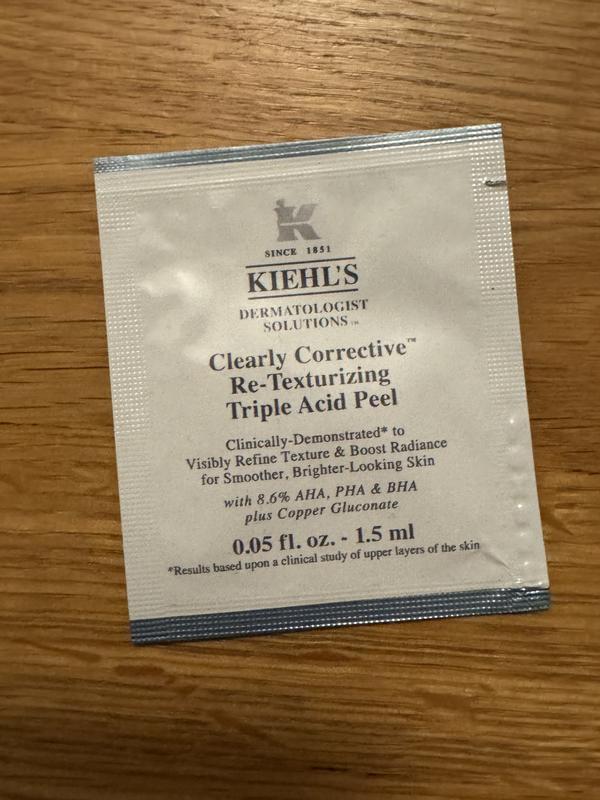 K
SINCE 1851
KIEHL'S
DERMATOLOGIST
SOLUTIONS™
Clearly Corrective™
Re-Texturizing
Triple Acid Peel
Clinically-Demonstrated* to
Visibly Refine Texture & Boost Radiance
for Smoother, Brighter-Looking Skin
with 8.6% AHA, PHA & BHA
plus Copper Gluconate
0.05 fl. oz. - 1.5 ml
*Results based upon a clinical study of upper layers of the skin